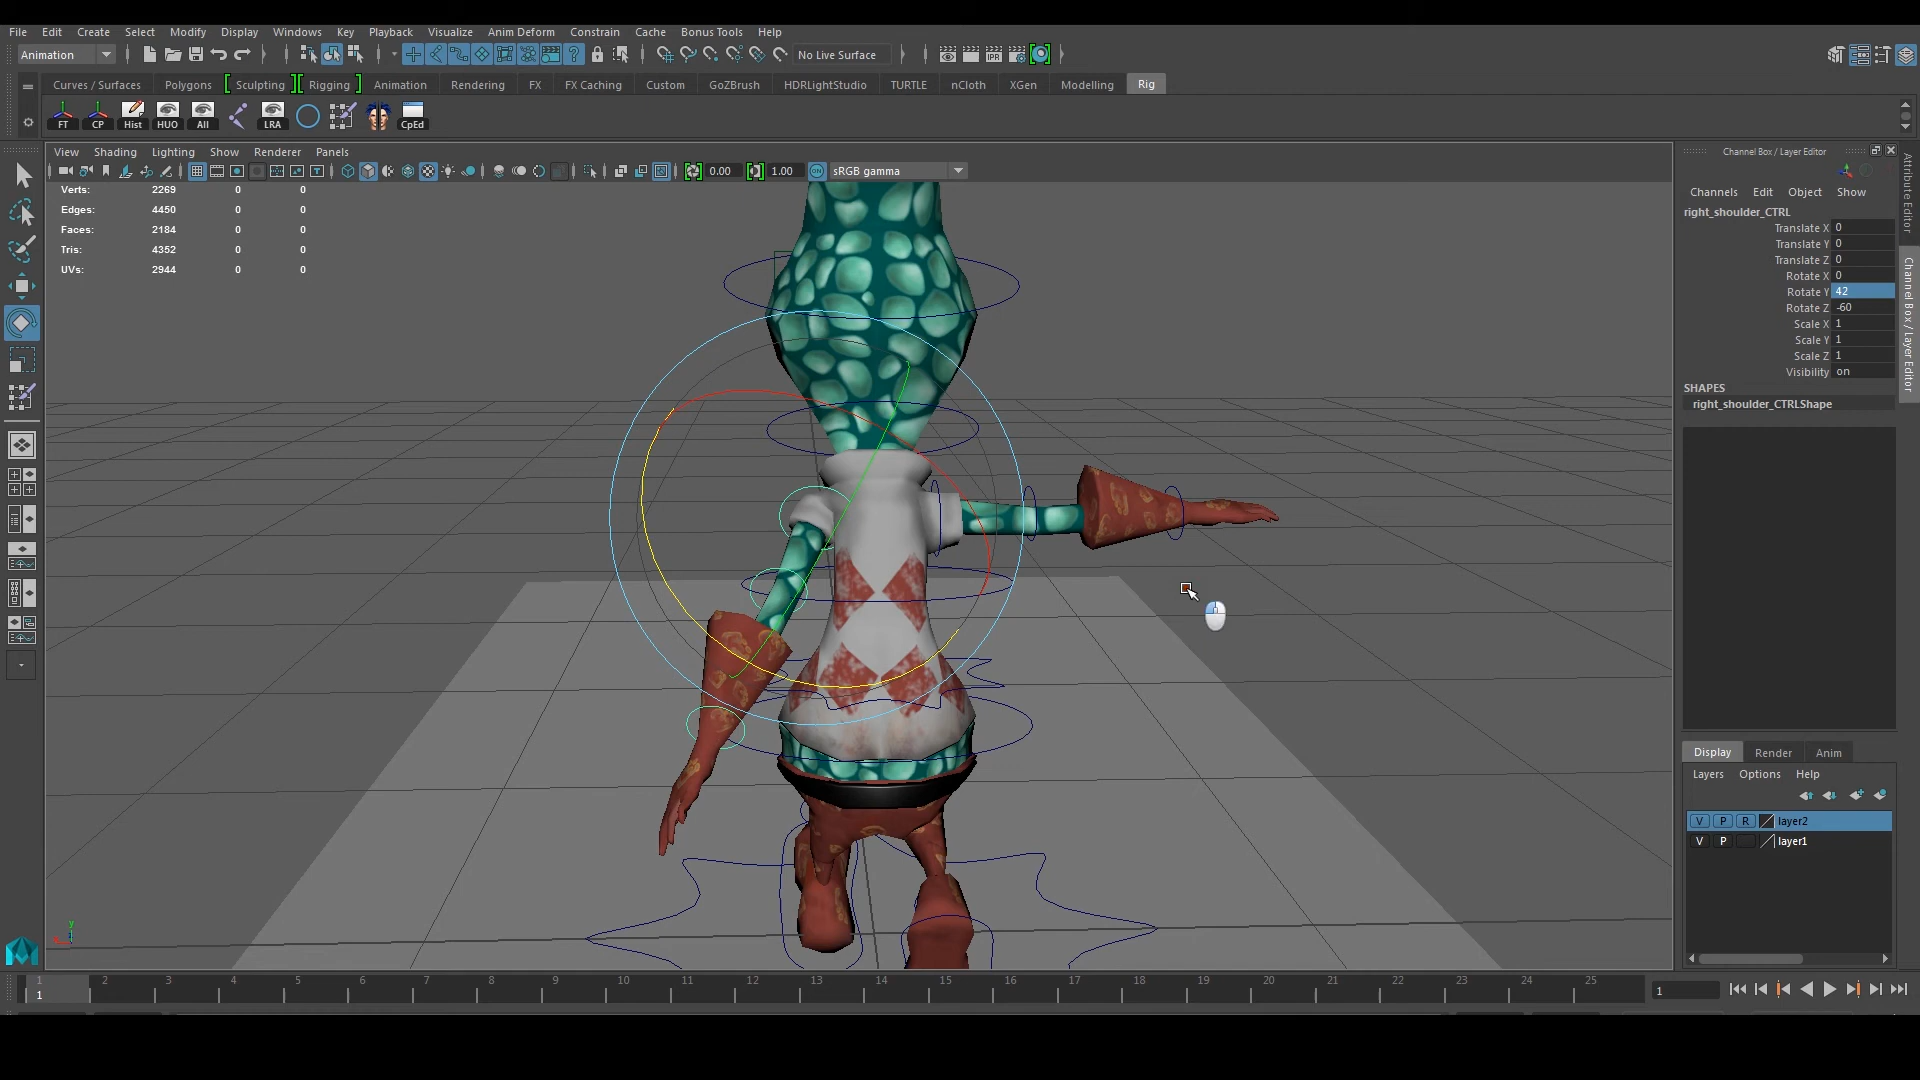 File Edit Create Select Modify Display Windows Key Playback Visualize Anim Deform Constrain Cache Bonus Tools Help
Animation No Live Surface
Curves / Surfaces Polygons Sculpting Rigging Animation Rendering FX FX Caching Custom GoZBrush HDRLightStudio TURTLE nCloth XGen Modelling Rig
FT CP Hist HUO All LRA CpEd
View Shading Lighting Show Renderer Panels
0.00 1.00 sRGB gamma
Verts: 2269 0 0
Edges: 4450 0 0
Faces: 2184 0 0
Tris: 4352 0 0
UVs: 2944 0 0
Channel Box / Layer Editor
Channels Edit Object Show
right_shoulder_CTRL
Translate X 0
Translate Y 0
Translate Z 0
Rotate X 0
Rotate Y 42
Rotate Z -60
Scale X 1
Scale Y 1
Scale Z 1
Visibility on
SHAPES
right_shoulder_CTRLShape
Attribute Editor
Channel Box / Layer Editor
Display Render Anim
Layers Options Help
V P R layer2
V P layer1
y
1 2 3 4 5 6 7 8 9 10 11 12 13 14 15 16 17 18 19 20 21 22 23 24 25
1 1